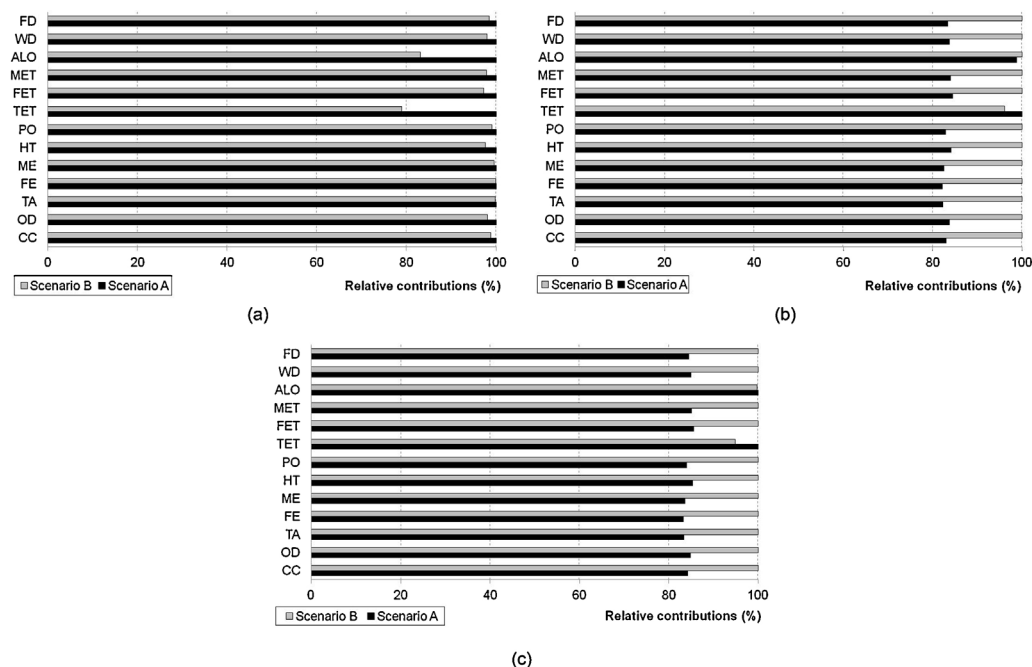 FD
WD
ALO
MET
FET
TET
PO
HT
ME
FE
TA
OD
CC
0 20 40 60 80 100
Scenario B Scenario A Relative contributions (%)
(a)
FD
WD
ALO
MET
FET
TET
PO
HT
ME
FE
TA
OD
CC
0 20 40 60 80 100
Scenario B Scenario A Relative contributions (%)
(b)
FD
WD
ALO
MET
FET
TET
PO
HT
ME
FE
TA
OD
CC
0 20 40 60 80 100
Scenario B Scenario A Relative contributions (%)
(c)